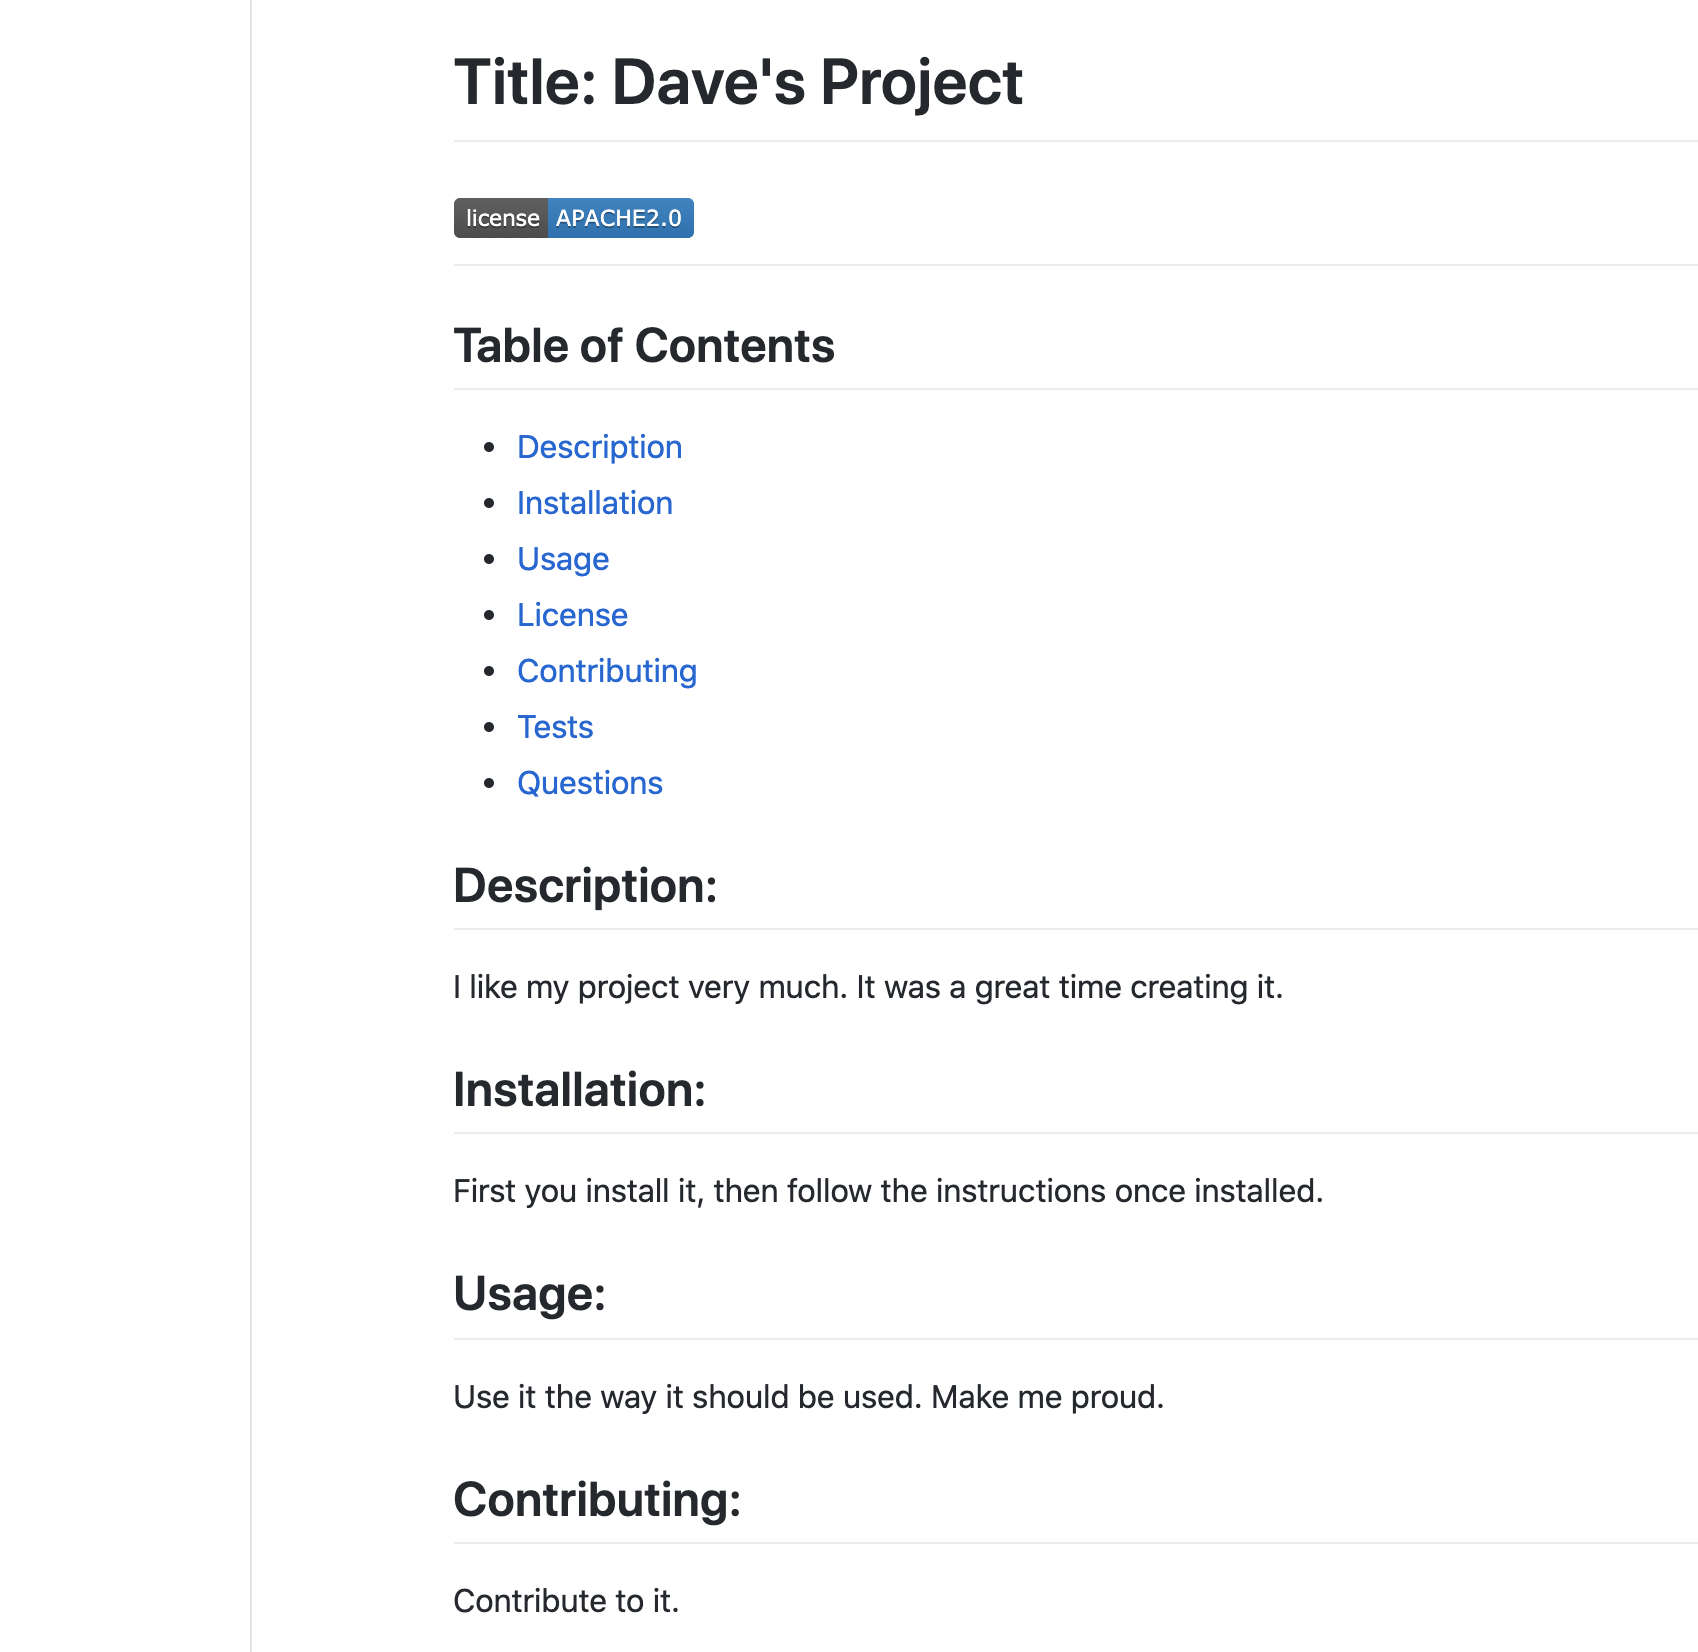 Title: Dave's Project
license APACHE2.0
Table of Contents
Description
Installation
Usage
License
Contributing
Tests
Questions
Description:
I like my project very much. It was a great time creating it.
Installation:
First you install it, then follow the instructions once installed.
Usage:
Use it the way it should be used. Make me proud.
Contributing:
Contribute to it.